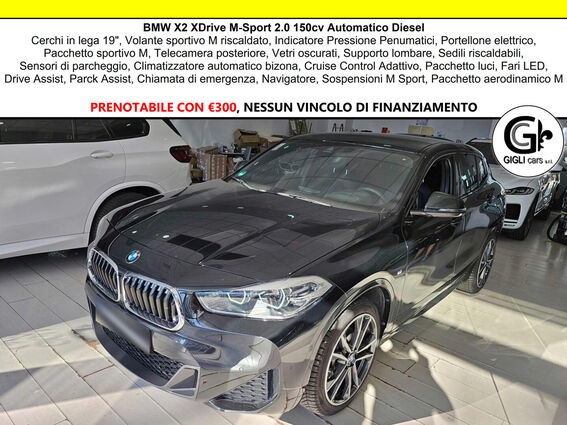 BMW X2 XDrive M-Sport 2.0 150cv Automatico Diesel
Cerchi in lega 19", Volante sportivo M riscaldato, Indicatore Pressione Penumatici, Portellone elettrico,
Pacchetto sportivo M, Telecamera posteriore, Vetri oscurati, Supporto lombare, Sedili riscaldabili,
Sensori di parcheggio, Climatizzatore automatico bizona, Cruise Control Adattivo, Pacchetto luci, Fari LED,
Drive Assist, Parck Assist, Chiamata di emergenza, Navigatore, Sospensioni M Sport, Pacchetto aerodinamico M
PRENOTABILE CON €300, NESSUN VINCOLO DI FINANZIAMENTO
G
GIGLI
cars s.r.l.